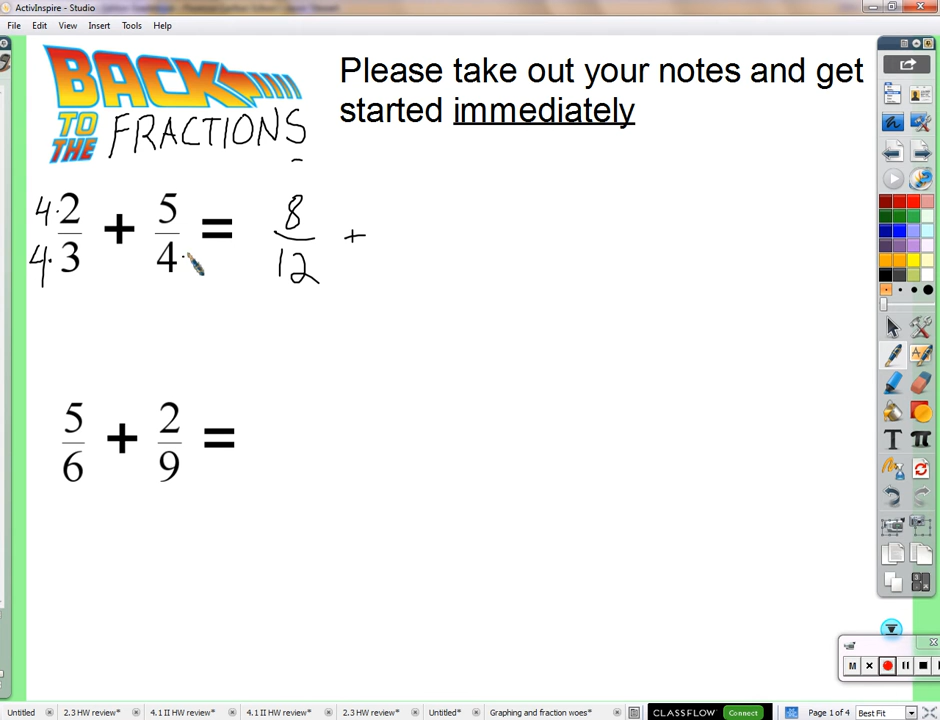 ActivInspire - Studio
File Edit View Insert Tools Help
BACK
TO
THE
FRACTIONS
Please take out your notes and get
started immediately
4·2/4·3 + 5/4· = 8/12 +
5/6 + 2/9 =
M
Untitled 2.3 HW review* 4.1 II HW review* 4.1 II HW review* 2.3 HW review* Untitled* Graphing and fraction woes* CLASSFLOW Connect Page 1 of 4 Best Fit